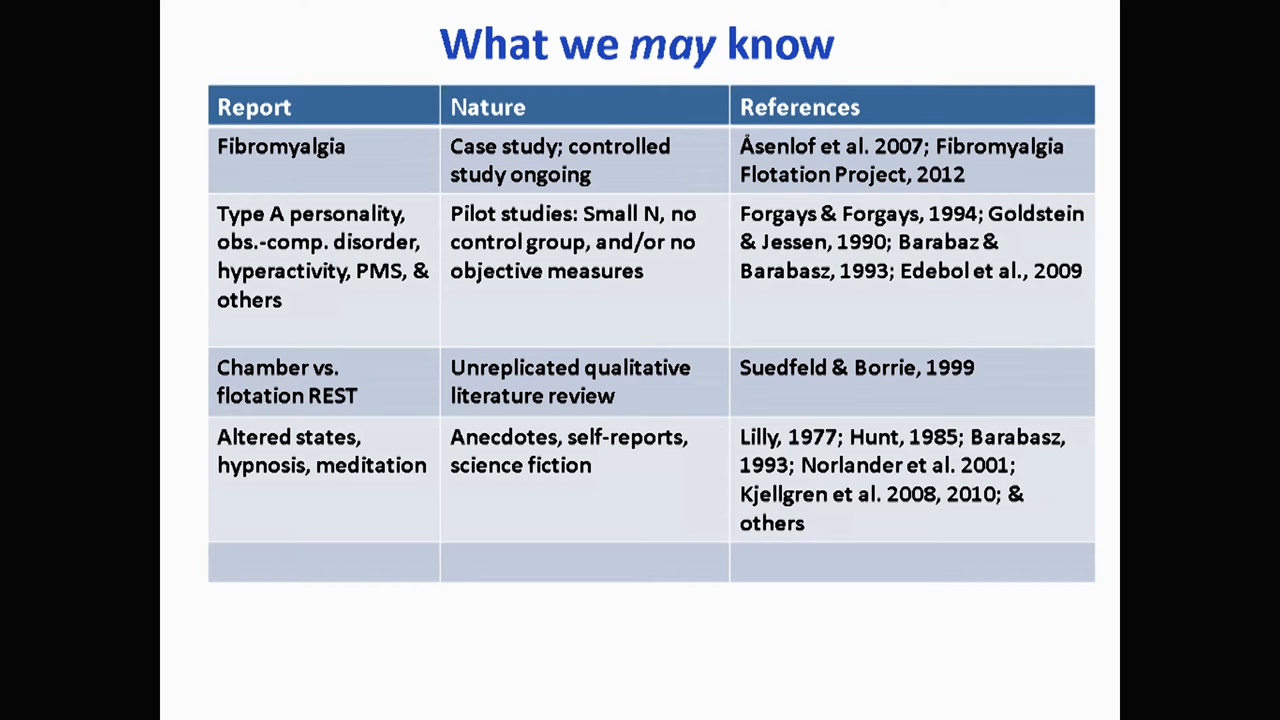 What we may know
Report
Nature
References
Fibromyalgia
Case study; controlled
study ongoing
Åsenlof et al. 2007; Fibromyalgia
Flotation Project, 2012
Type A personality,
obs.-comp. disorder,
hyperactivity, PMS, &
others
Pilot studies: Small N, no
control group, and/or no
objective measures
Forgays & Forgays, 1994; Goldstein
& Jessen, 1990; Barabaz &
Barabasz, 1993; Edebol et al., 2009
Chamber vs.
flotation REST
Unreplicated qualitative
literature review
Suedfeld & Borrie, 1999
Altered states,
hypnosis, meditation
Anecdotes, self-reports,
science fiction
Lilly, 1977; Hunt, 1985; Barabasz,
1993; Norlander et al. 2001;
Kjellgren et al. 2008, 2010; &
others